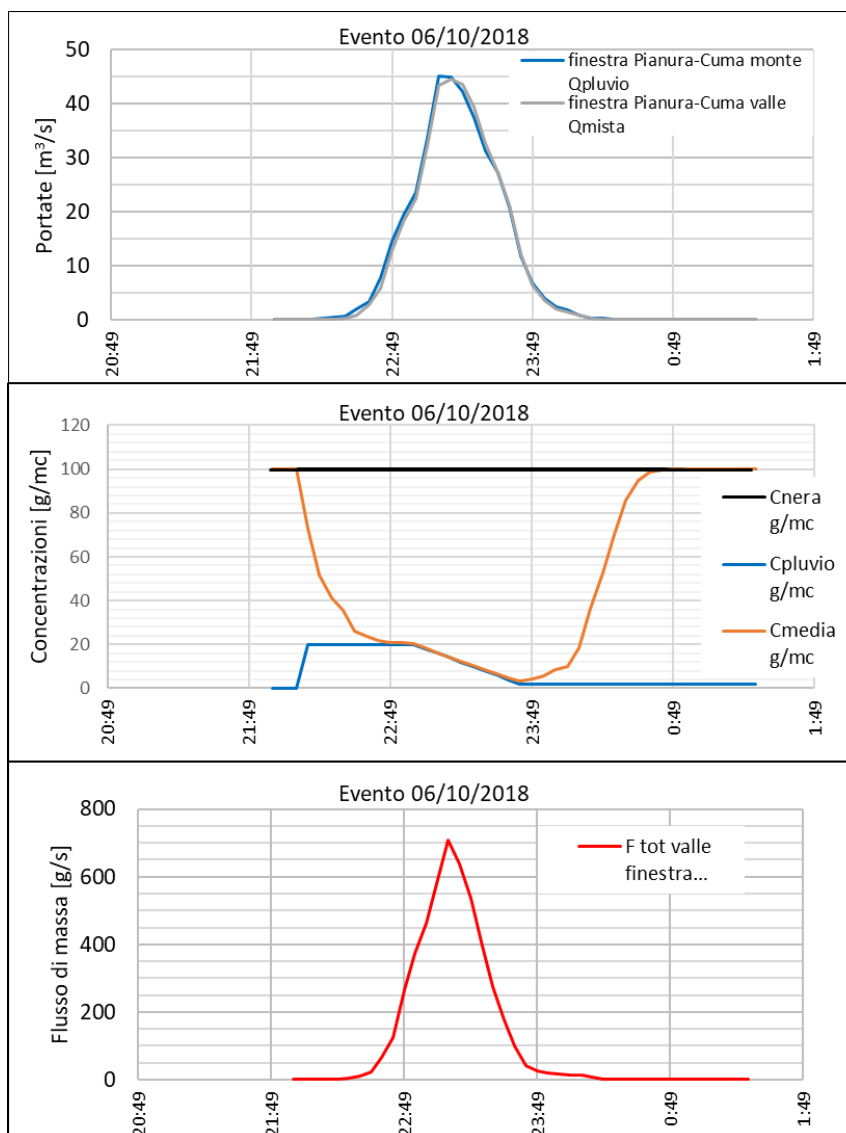 Evento 06/10/2018
Portate [m³/s]
50
40
30
20
10
0
finestra Pianura-Cuma monte
Qpluvio
finestra Pianura-Cuma valle
Qmista
20:49
21:49
22:49
23:49
0:49
1:49
Evento 06/10/2018
Concentrazioni [g/mc]
120
100
80
60
40
20
0
Cnera
g/mc
Cpluvio
g/mc
Cmedia
g/mc
20:49
21:49
22:49
23:49
0:49
1:49
Evento 06/10/2018
Flusso di massa [g/s]
800
600
400
200
0
F tot valle
finestra...
20:49
21:49
22:49
23:49
0:49
1:49